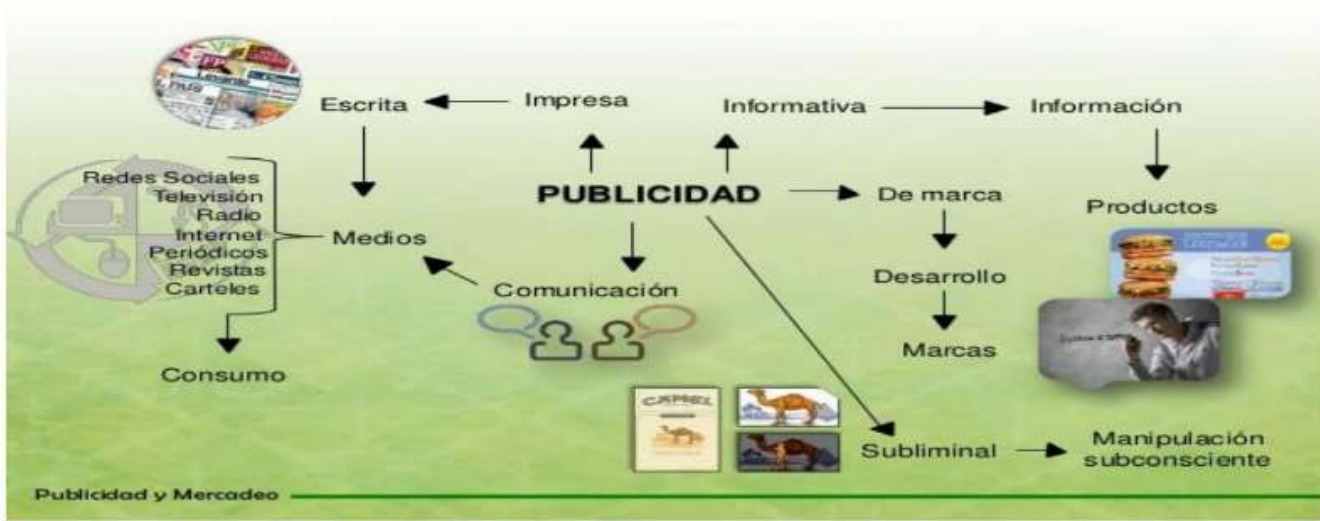 Escrita
Impresa
Informativa
Información
Redes Sociales
Televisión
Radio
Internet
Periódicos
Revistas
Carteles
Medios
PUBLICIDAD
De marca
Productos
Comunicación
Desarrollo
Marcas
Consumo
CAMEL
Subliminal
Manipulación
subconsciente
Publicidad y Mercadeo